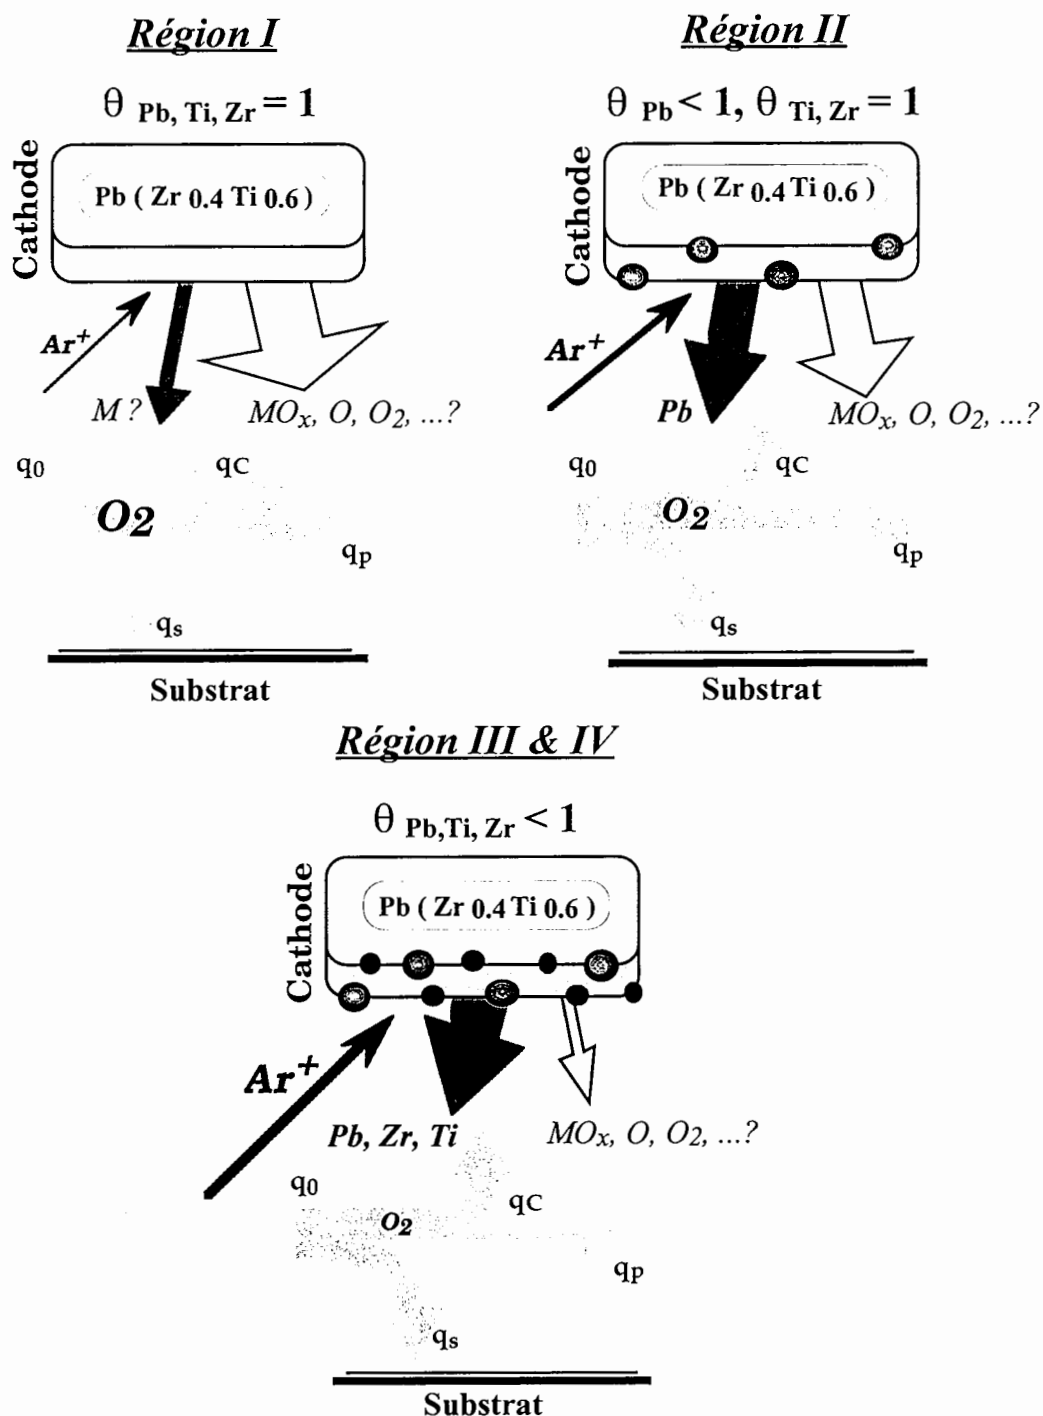 Région I
θ Pb, Ti, Zr = 1
Cathode
Pb ( Zr 0.4 Ti 0.6 )
Ar+
M ?
MOx, O, O2, ...?
q0
qC
O2
qp
qs
Substrat
Région II
θ Pb < 1, θ Ti, Zr = 1
Cathode
Pb ( Zr 0.4 Ti 0.6 )
Ar+
Pb
MOx, O, O2, ...?
q0
qC
O2
qp
qs
Substrat
Région III & IV
θ Pb,Ti, Zr < 1
Cathode
Pb ( Zr 0.4 Ti 0.6 )
Ar+
Pb, Zr, Ti
MOx, O, O2, ...?
q0
qC
O2
qp
qs
Substrat